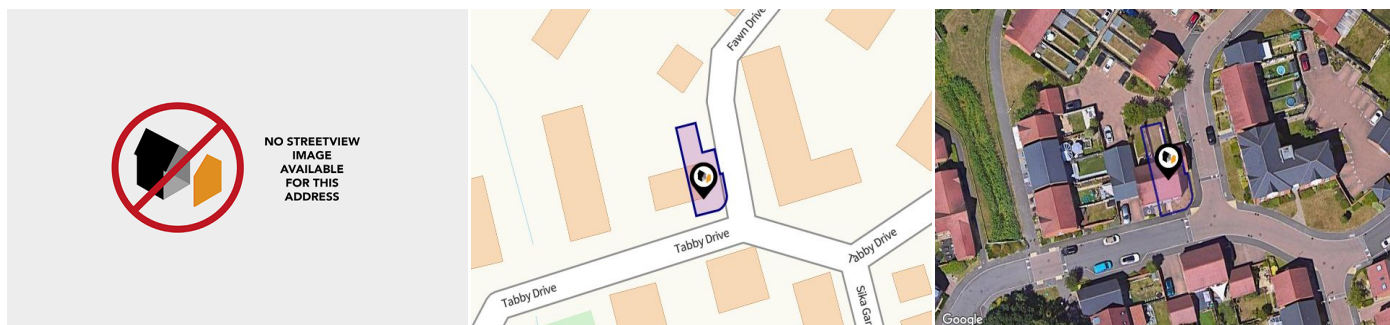 NO STREETVIEW
IMAGE
AVAILABLE
FOR THIS
ADDRESS
Fawn Drive
Tabby Drive
Tabby Drive
Tabby Drive
Sika Gar
Google